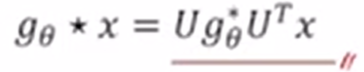 g_θ ⋆ x = U g_θ^* U^T x